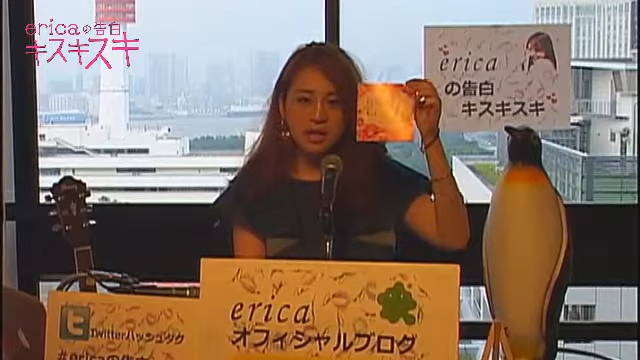 ericaの告白
キスキスキ
erica
の告白
キスキスキ
erica
オフィシャルブログ
Twitterハッシュタグ
#ericaの告白